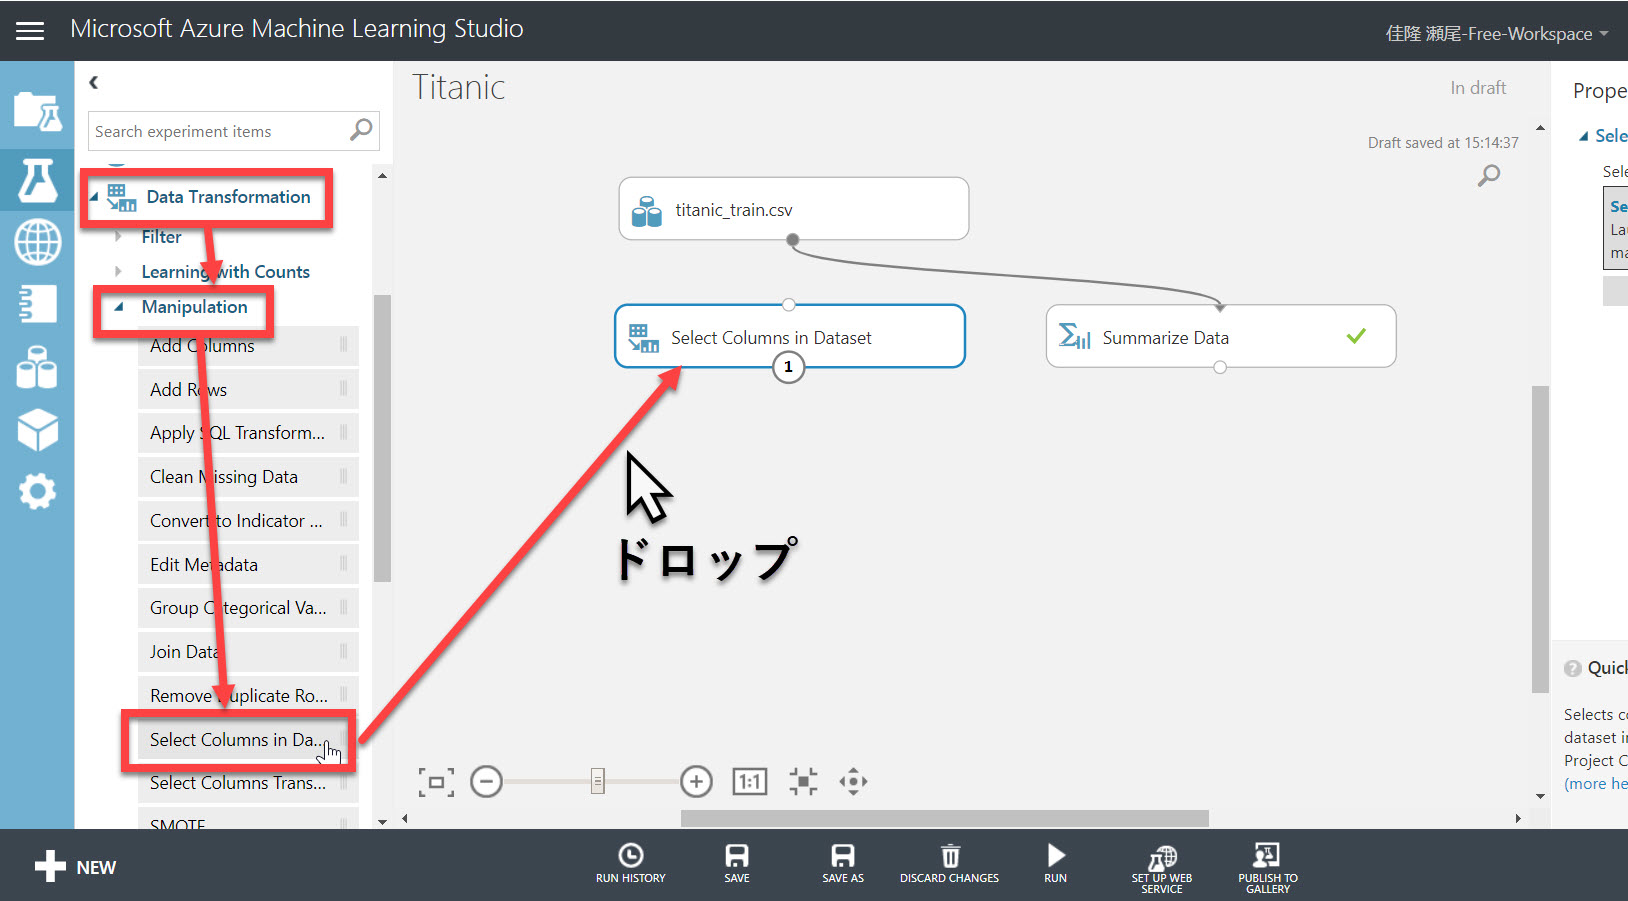 Microsoft Azure Machine Learning Studio
佳隆 瀬尾-Free-Workspace
Search experiment items
Data Transformation
Filter
Learning with Counts
Manipulation
Add Columns
Add Rows
Apply SQL Transform...
Clean Missing Data
Convert to Indicator ...
Edit Metadata
Group Categorical Va...
Join Data
Remove Duplicate Ro...
Select Columns in Da...
Select Columns Trans...
SMOTE
Titanic
In draft
Draft saved at 15:14:37
titanic_train.csv
Select Columns in Dataset
1
Summarize Data
ドロップ
1:1
Prope
Sele
Sele
Se
La
ma
Quick
Selects co
dataset in
Project C
(more he
NEW
RUN HISTORY
SAVE
SAVE AS
DISCARD CHANGES
RUN
SET UP WEB
SERVICE
PUBLISH TO
GALLERY